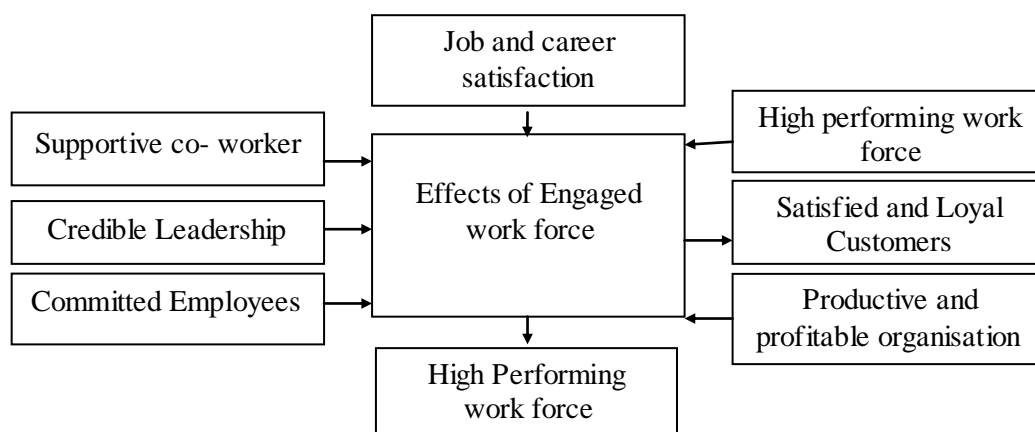 Job and career
satisfaction
Supportive co- worker
Credible Leadership
Committed Employees
Effects of Engaged
work force
High performing work
force
Satisfied and Loyal
Customers
Productive and
profitable organisation
High Performing
work force